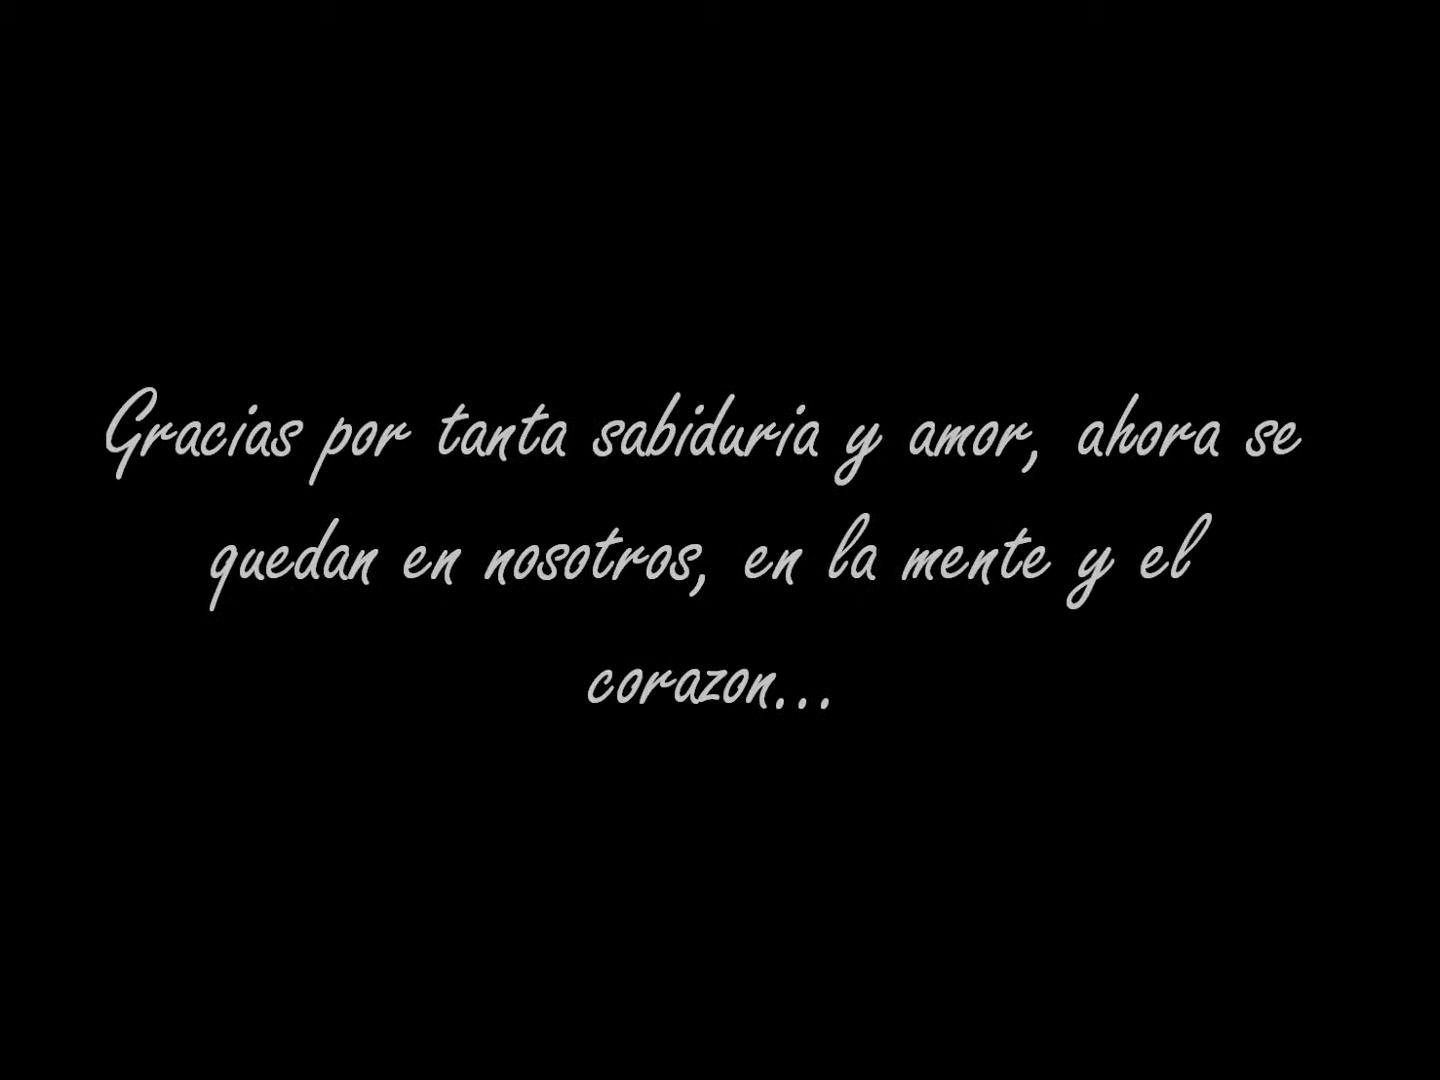 Gracias por tanta sabiduria y amor, ahora se
quedan en nosotros, en la mente y el
corazon...